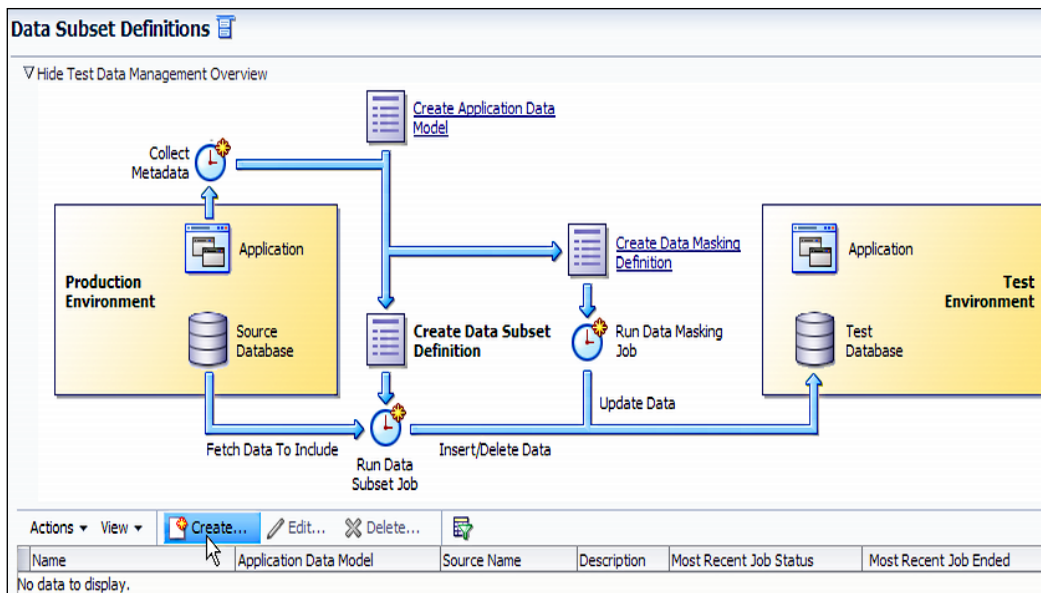 Data Subset Definitions
Hide Test Data Management Overview
Create Application Data
Model
Collect
Metadata
Application
Production
Environment
Source
Database
Create Data Subset
Definition
Create Data Masking
Definition
Run Data Masking
Job
Application
Test
Environment
Test
Database
Update Data
Fetch Data To Include
Run Data
Subset Job
Insert/Delete Data
Actions View Create... Edit... Delete...
Name Application Data Model Source Name Description Most Recent Job Status Most Recent Job Ended
No data to display.